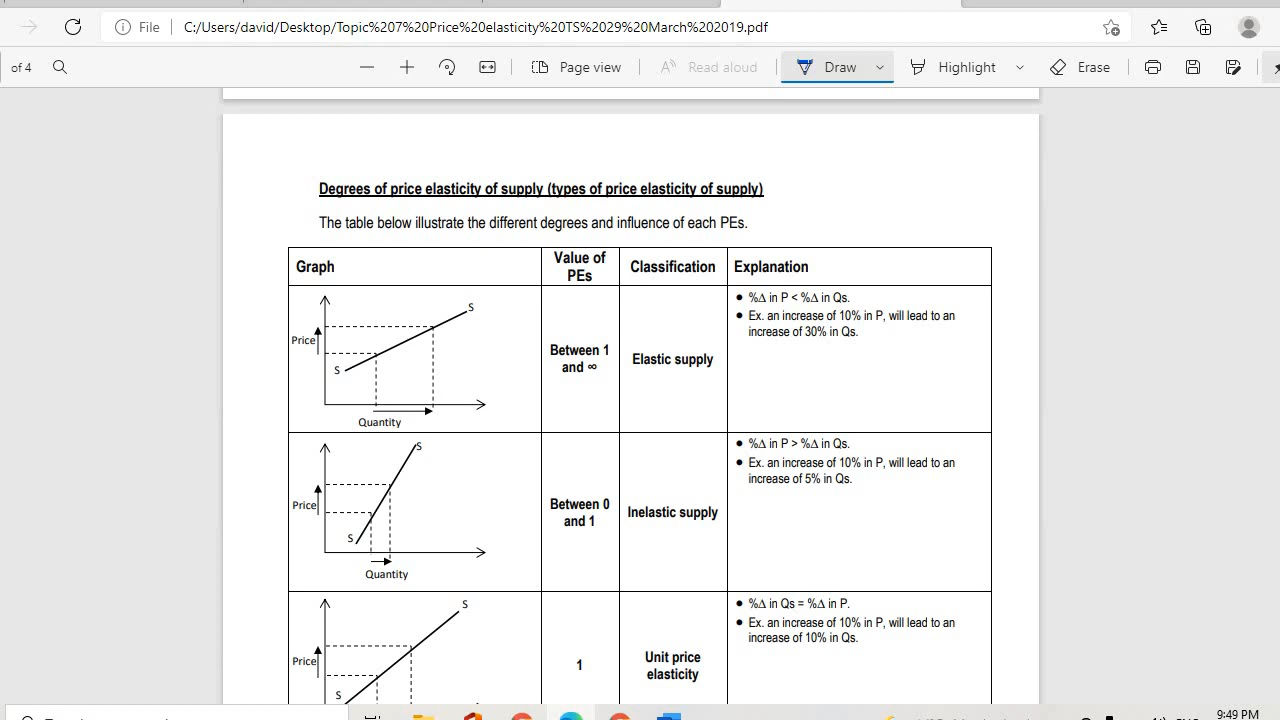 File
C:/Users/david/Desktop/Topic%207%20Price%20elasticity%20TS%2029%20March%202019.pdf
of 4
Page view
Read aloud
Draw
Highlight
Erase
Degrees of price elasticity of supply (types of price elasticity of supply)
The table below illustrate the different degrees and influence of each PEs.
Graph
Value of
PEs
Classification
Explanation
S
Price
S
Quantity
Between 1
and ∞
Elastic supply
● %Δ in P < %Δ in Qs.
● Ex. an increase of 10% in P, will lead to an
increase of 30% in Qs.
S
Price
S
Quantity
Between 0
and 1
Inelastic supply
● %Δ in P > %Δ in Qs.
● Ex. an increase of 10% in P, will lead to an
increase of 5% in Qs.
S
Price
S
1
Unit price
elasticity
● %Δ in Qs = %Δ in P.
● Ex. an increase of 10% in P, will lead to an
increase of 10% in Qs.
9:49 PM